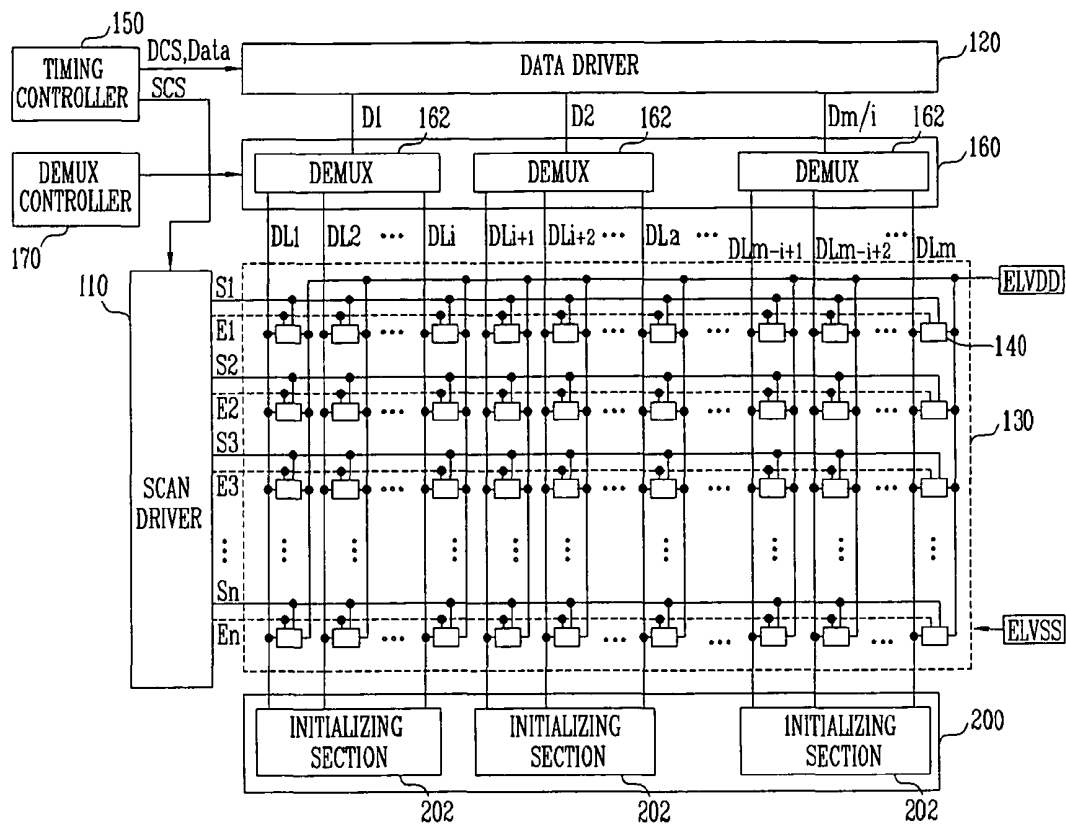 150
DCS,Data
TIMING
CONTROLLER
SCS
DATA DRIVER
120
D1
162
D2
162
Dm/i
162
160
DEMUX
DEMUX
DEMUX
DEMUX
CONTROLLER
170
DL1
DL2
...
DLi
DLi+1
DLi+2
...
DLa
...
DLm-i+1
DLm-i+2
...
DLm
110
S1
ELVDD
E1
140
S2
E2
130
S3
E3
SCAN
DRIVER
Sn
En
ELVSS
INITIALIZING
SECTION
INITIALIZING
SECTION
INITIALIZING
SECTION
200
202
202
202